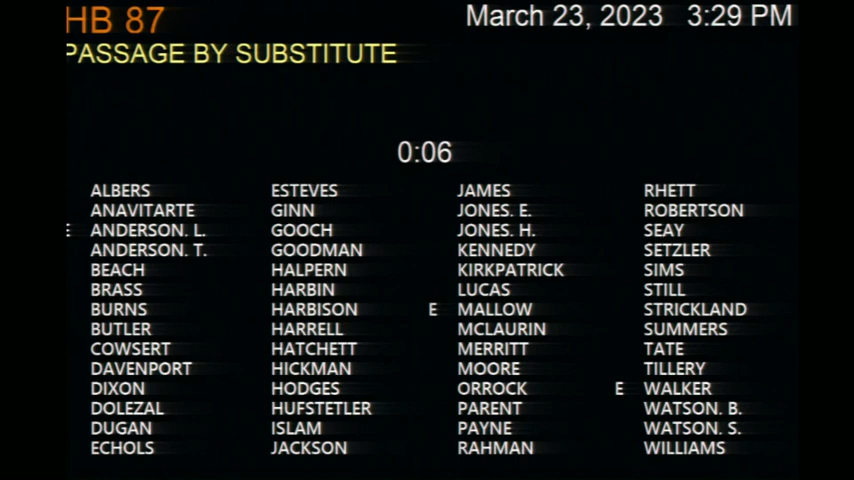 HB 87
March 23, 2023 3:29 PM
PASSAGE BY SUBSTITUTE
0:06
ALBERS ESTEVES JAMES RHETT
ANAVITARTE GINN JONES. E. ROBERTSON
E ANDERSON. L. GOOCH JONES. H. SEAY
ANDERSON. T. GOODMAN KENNEDY SETZLER
BEACH HALPERN KIRKPATRICK SIMS
BRASS HARBIN LUCAS STILL
BURNS HARBISON E MALLOW STRICKLAND
BUTLER HARRELL MCLAURIN SUMMERS
COWSERT HATCHETT MERRITT TATE
DAVENPORT HICKMAN MOORE TILLERY
DIXON HODGES ORROCK E WALKER
DOLEZAL HUFSTETLER PARENT WATSON. B.
DUGAN ISLAM PAYNE WATSON. S.
ECHOLS JACKSON RAHMAN WILLIAMS